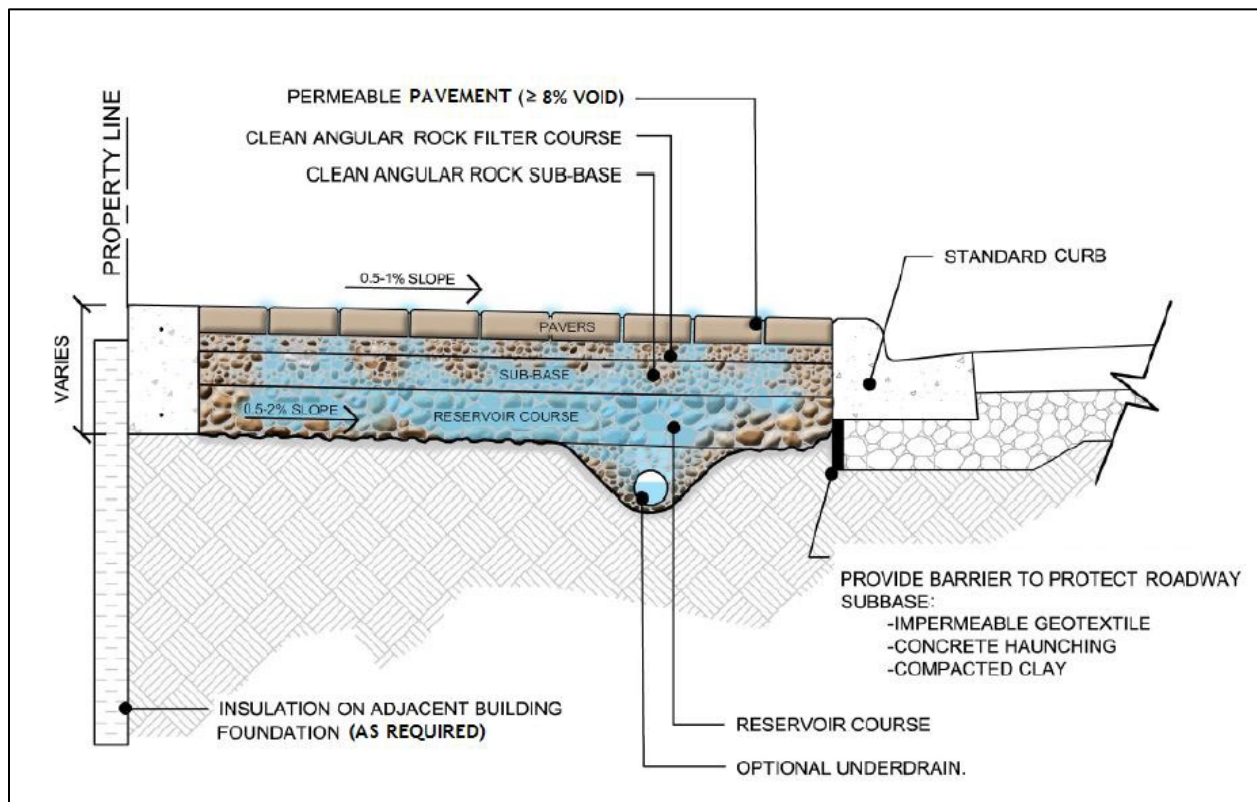 PERMEABLE PAVEMENT (≥ 8% VOID)
CLEAN ANGULAR ROCK FILTER COURSE
CLEAN ANGULAR ROCK SUB-BASE
PROPERTY LINE
STANDARD CURB
0.5-1% SLOPE
PAVERS
VARIES
SUB-BASE
0.5-2% SLOPE
RESERVOIR COURSE
PROVIDE BARRIER TO PROTECT ROADWAY
SUBBASE:
-IMPERMEABLE GEOTEXTILE
-CONCRETE HAUNCHING
-COMPACTED CLAY
INSULATION ON ADJACENT BUILDING
FOUNDATION (AS REQUIRED)
RESERVOIR COURSE
OPTIONAL UNDERDRAIN.